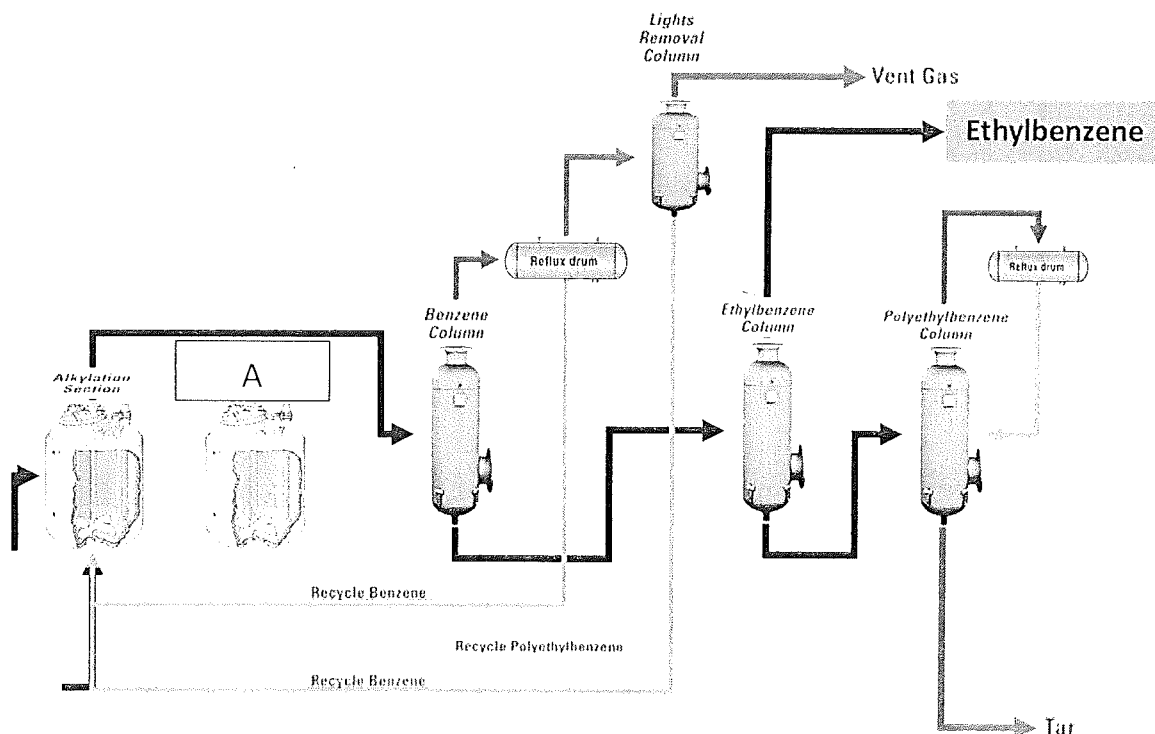 Lights
Removal
Column
Vent Gas
Ethylbenzene
Reflux drum
Reflux drum
Benzene
Column
Ethylbenzene
Column
Polyethylbenzene
Column
A
Alkylation
Section
Recycle Benzene
Recycle Polyethylbenzene
Recycle Benzene
Tar